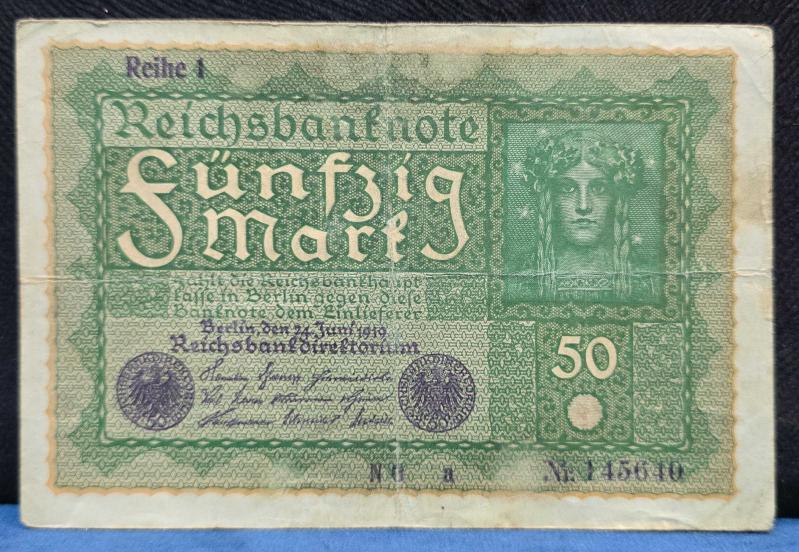 Reihe 1
Reichsbanknote
Fünfzig
Mark
zahlt die Reichsbankhaupt
kasse in Berlin gegen diese
Banknote dem Einlieferer
Berlin, den 24. Juni 1919
Reichsbankdirektorium
50
a
Nr. 145640